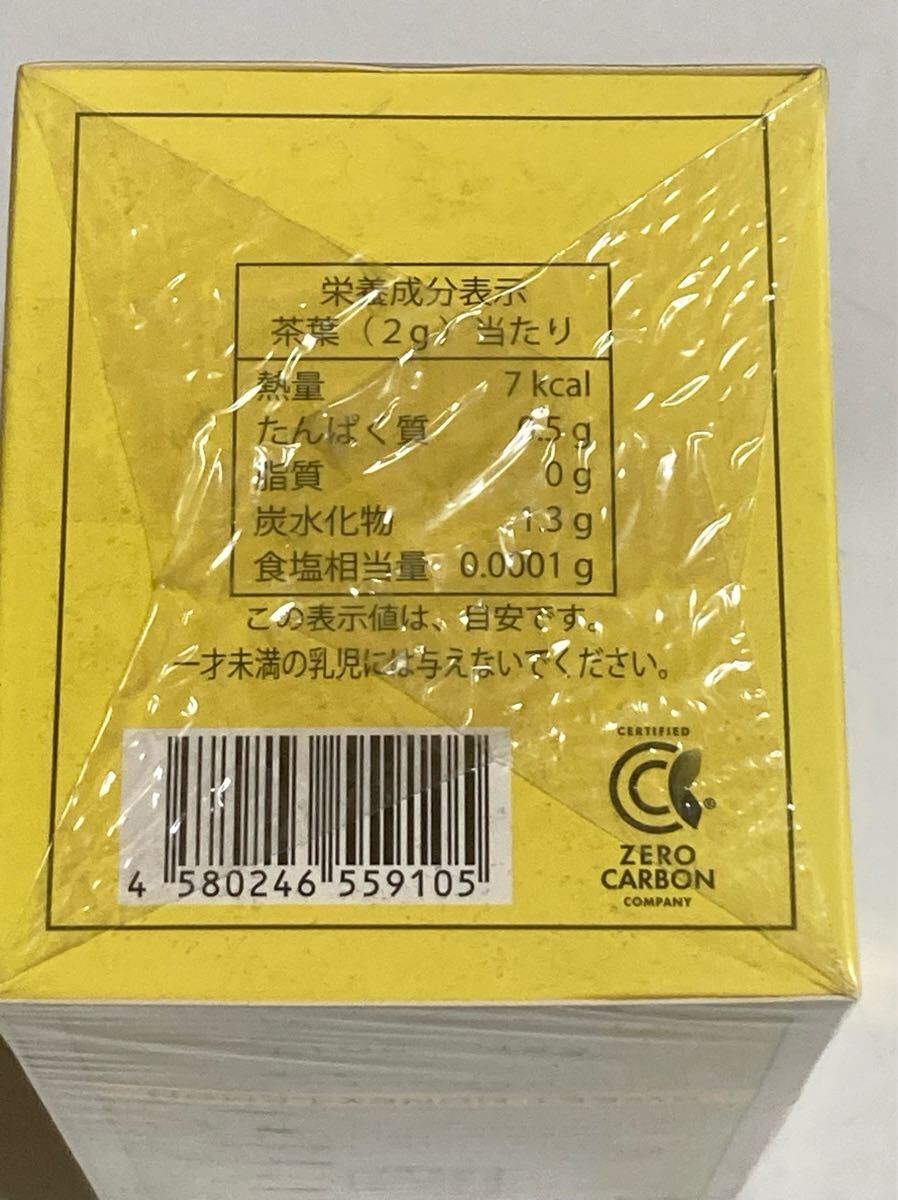 栄養成分表示
茶葉（2g）当たり
熱量 7 kcal
たんぱく質 0.5 g
脂質 0 g
炭水化物 1.3 g
食塩相当量 0.0001 g
この表示値は、目安です。
一才未満の乳児には与えないでください。
CERTIFIED
®
ZERO
CARBON
COMPANY
4 580246 559105